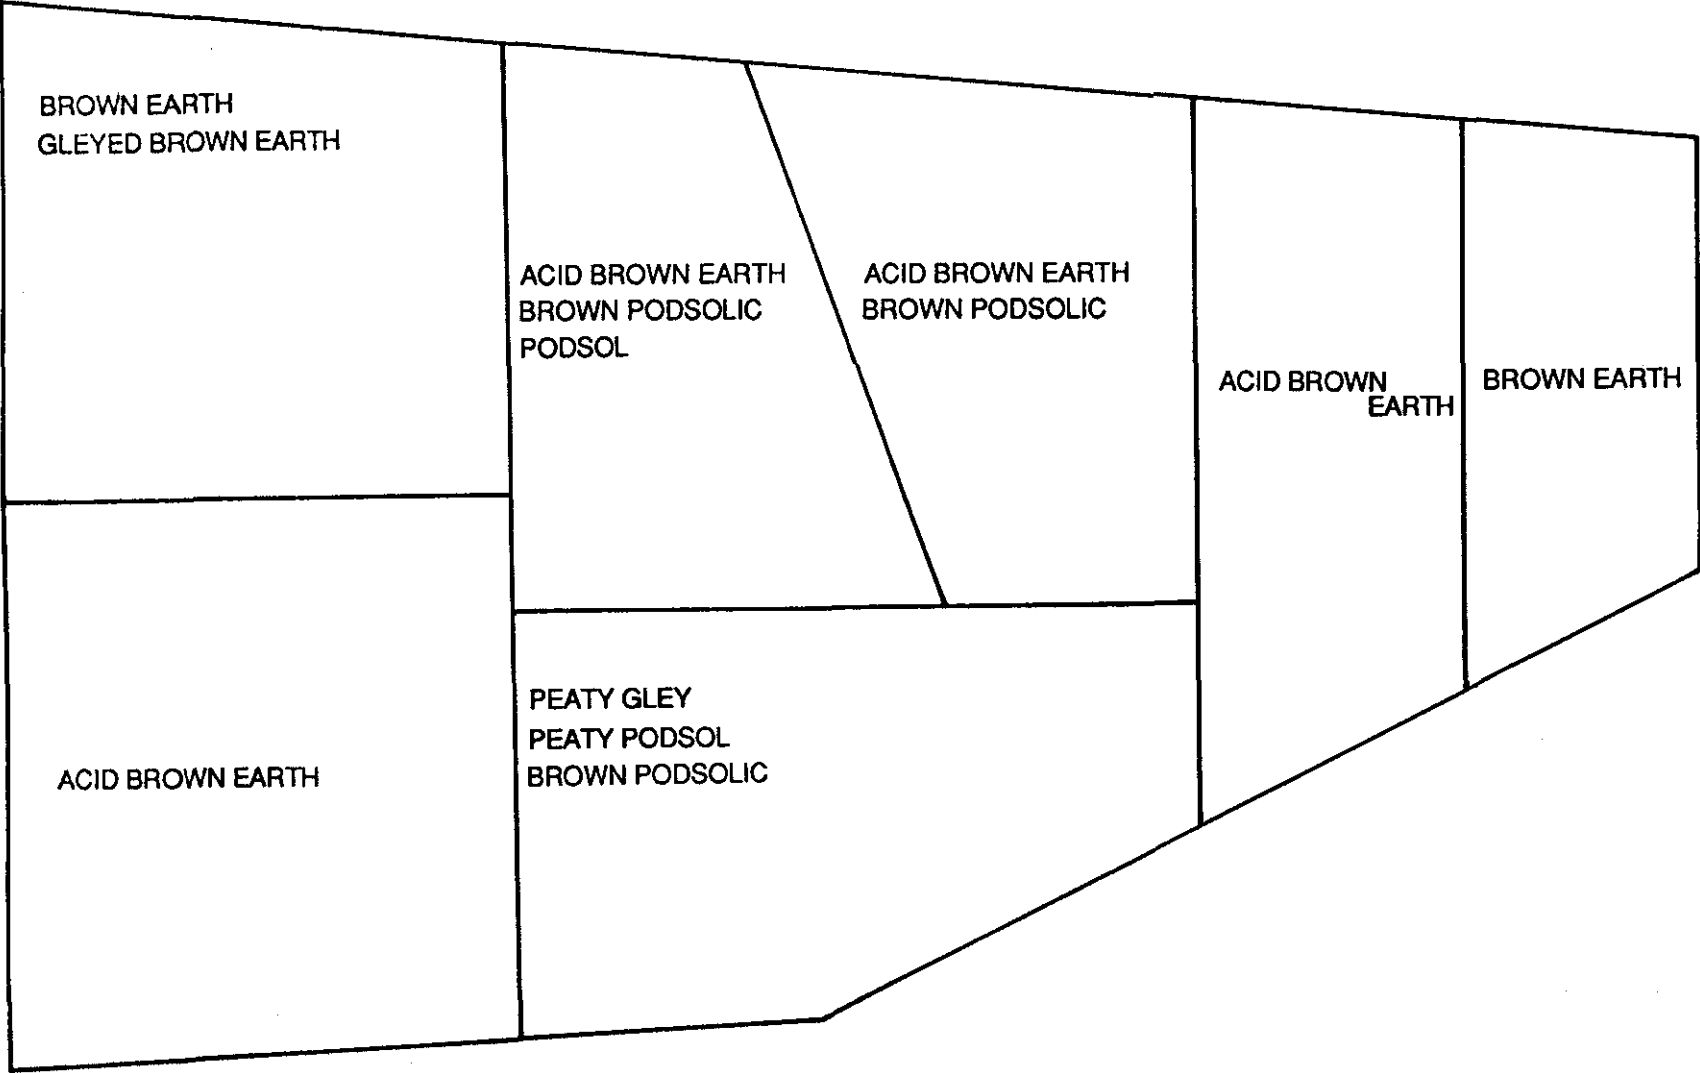 BROWN EARTH
GLEYED BROWN EARTH
ACID BROWN EARTH
BROWN PODSOLIC
PODSOL
ACID BROWN EARTH
BROWN PODSOLIC
ACID BROWN
EARTH
BROWN EARTH
ACID BROWN EARTH
PEATY GLEY
PEATY PODSOL
BROWN PODSOLIC